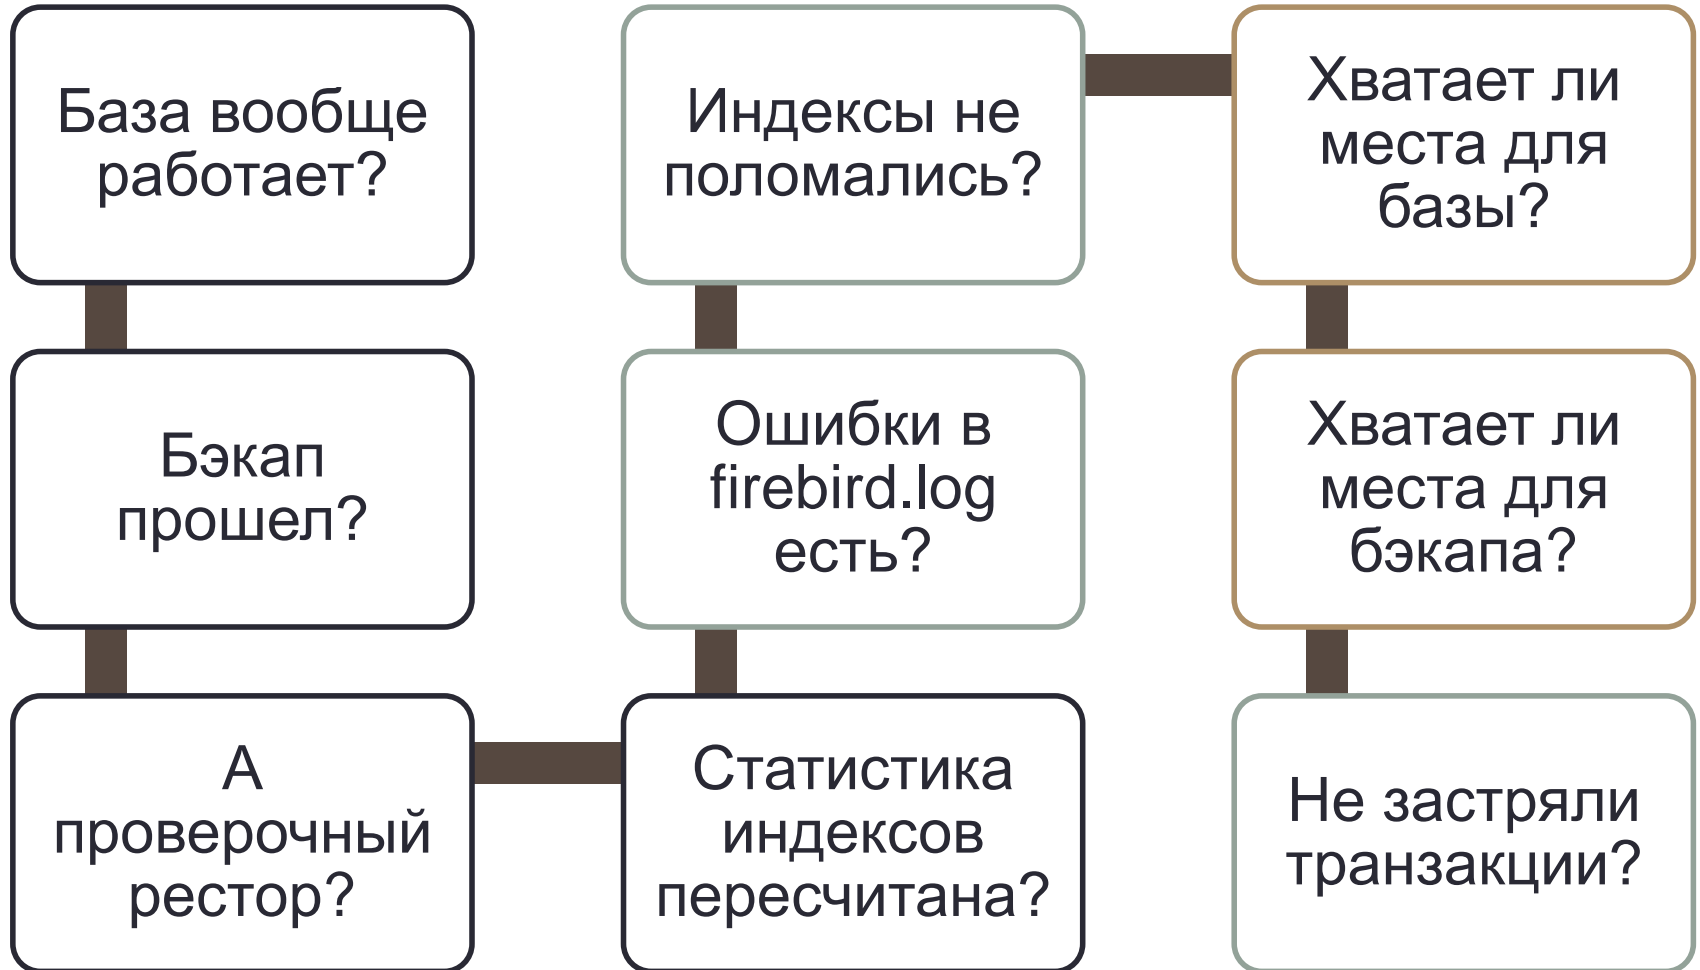 База вообще
работает?
Бэкап
прошел?
А
проверочный
рестор?
Статистика
индексов
пересчитана?
Ошибки в
firebird.log
есть?
Индексы не
поломались?
Хватает ли
места для
базы?
Хватает ли
места для
бэкапа?
Не застряли
транзакции?